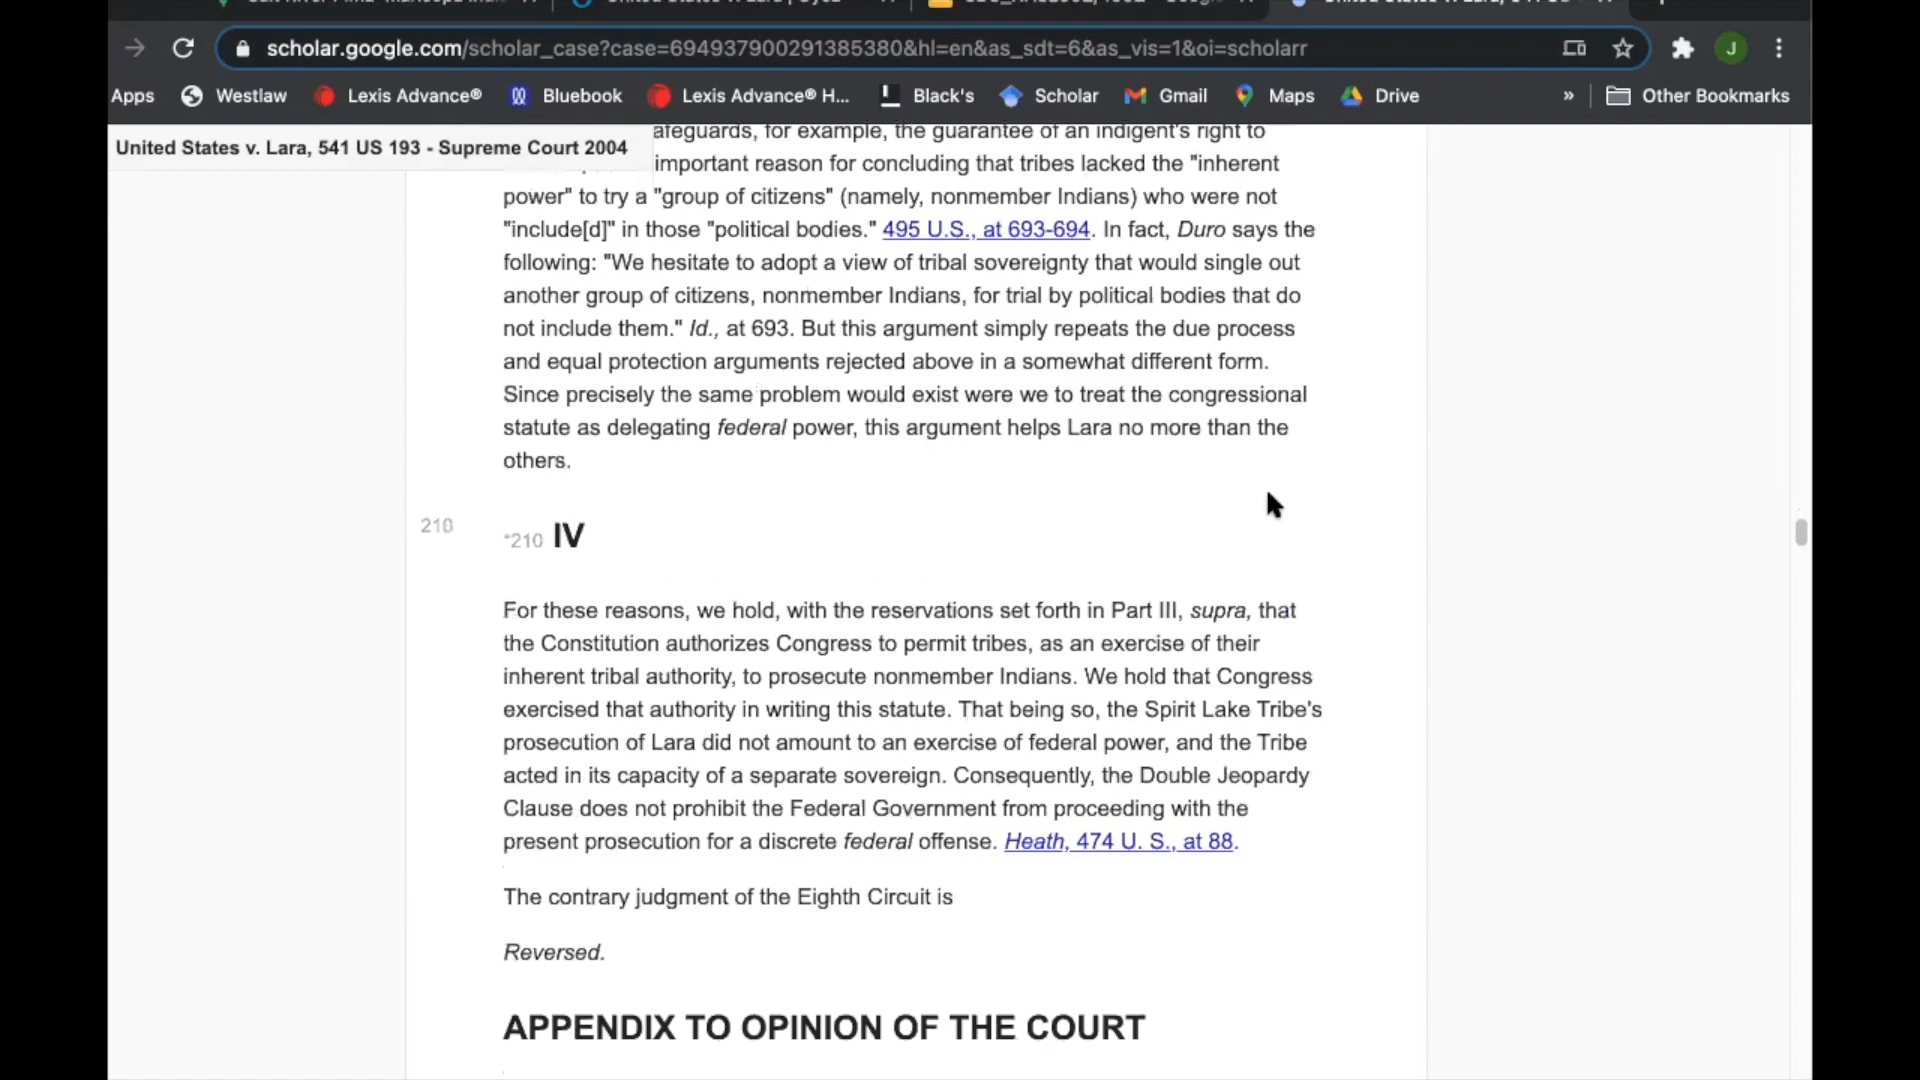 scholar.google.com/scholar_case?case=694937900291385380&hl=en&as_sdt=6&as_vis=1&oi=scholarr
J
Apps Westlaw Lexis Advance® Bluebook Lexis Advance® H... Black's Scholar Gmail Maps Drive » Other Bookmarks
United States v. Lara, 541 US 193 - Supreme Court 2004
afeguards, for example, the guarantee of an indigent's right to
important reason for concluding that tribes lacked the "inherent
power" to try a "group of citizens" (namely, nonmember Indians) who were not
"include[d]" in those "political bodies." 495 U.S., at 693-694. In fact, Duro says the
following: "We hesitate to adopt a view of tribal sovereignty that would single out
another group of citizens, nonmember Indians, for trial by political bodies that do
not include them." Id., at 693. But this argument simply repeats the due process
and equal protection arguments rejected above in a somewhat different form.
Since precisely the same problem would exist were we to treat the congressional
statute as delegating federal power, this argument helps Lara no more than the
others.
210
*210 IV
For these reasons, we hold, with the reservations set forth in Part III, supra, that
the Constitution authorizes Congress to permit tribes, as an exercise of their
inherent tribal authority, to prosecute nonmember Indians. We hold that Congress
exercised that authority in writing this statute. That being so, the Spirit Lake Tribe's
prosecution of Lara did not amount to an exercise of federal power, and the Tribe
acted in its capacity of a separate sovereign. Consequently, the Double Jeopardy
Clause does not prohibit the Federal Government from proceeding with the
present prosecution for a discrete federal offense. Heath, 474 U. S., at 88.
The contrary judgment of the Eighth Circuit is
Reversed.
APPENDIX TO OPINION OF THE COURT